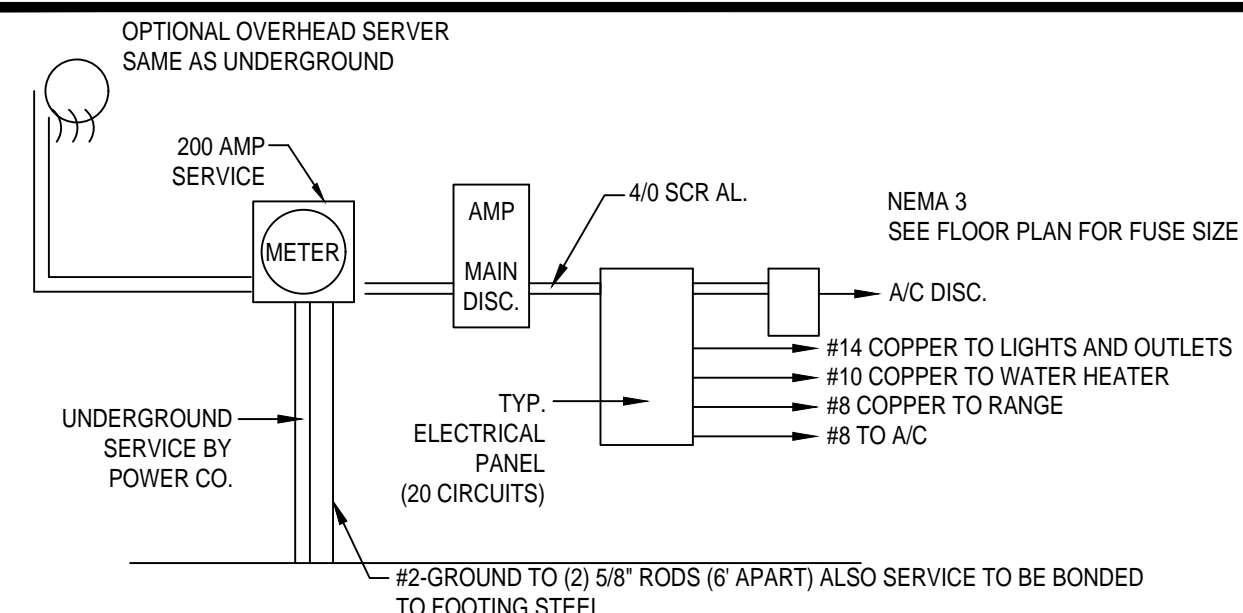 OPTIONAL OVERHEAD SERVER
SAME AS UNDERGROUND
200 AMP
SERVICE
METER
AMP
MAIN
DISC.
4/0 SCR AL.
NEMA 3
SEE FLOOR PLAN FOR FUSE SIZE
A/C DISC.
#14 COPPER TO LIGHTS AND OUTLETS
#10 COPPER TO WATER HEATER
#8 COPPER TO RANGE
#8 TO A/C
TYP.
ELECTRICAL
PANEL
(20 CIRCUITS)
UNDERGROUND
SERVICE BY
POWER CO.
#2-GROUND TO (2) 5/8" RODS (6' APART) ALSO SERVICE TO BE BONDED
TO FOOTING STEEL